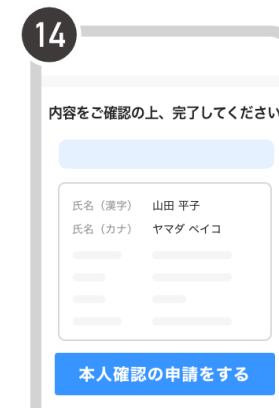 14
内容をご確認の上、完了してください
氏名（漢字） 山田 平子
氏名（カナ） ヤマダ ペイコ
本人確認の申請をする